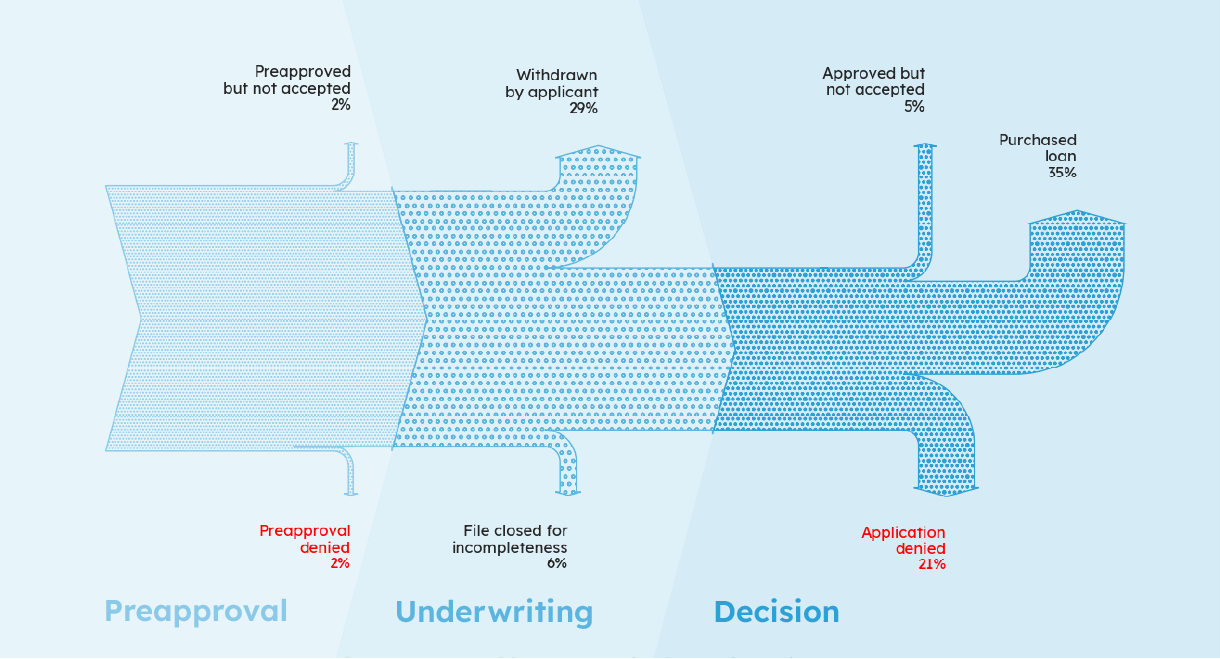 Preapproved
but not accepted
2%
Withdrawn
by applicant
29%
Approved but
not accepted
5%
Purchased
loan
35%
Preapproval
denied
2%
File closed for
incompleteness
6%
Application
denied
21%
Preapproval
Underwriting
Decision